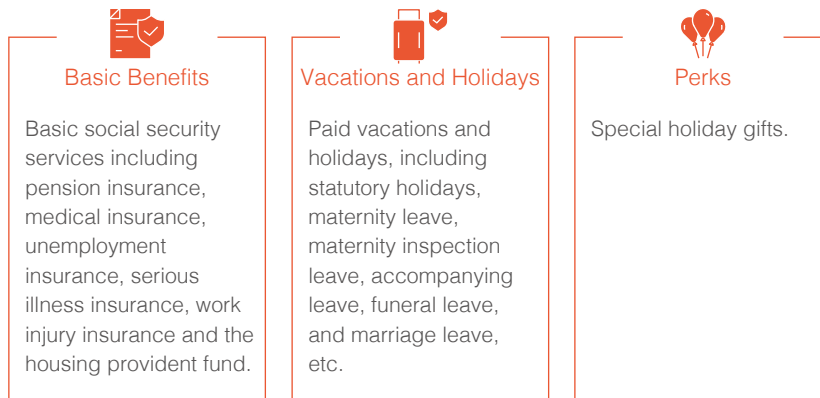 Basic Benefits
Basic social security
services including
pension insurance,
medical insurance,
unemployment
insurance, serious
illness insurance, work
injury insurance and the
housing provident fund.
Vacations and Holidays
Paid vacations and
holidays, including
statutory holidays,
maternity leave,
maternity inspection
leave, accompanying
leave, funeral leave,
and marriage leave,
etc.
Perks
Special holiday gifts.